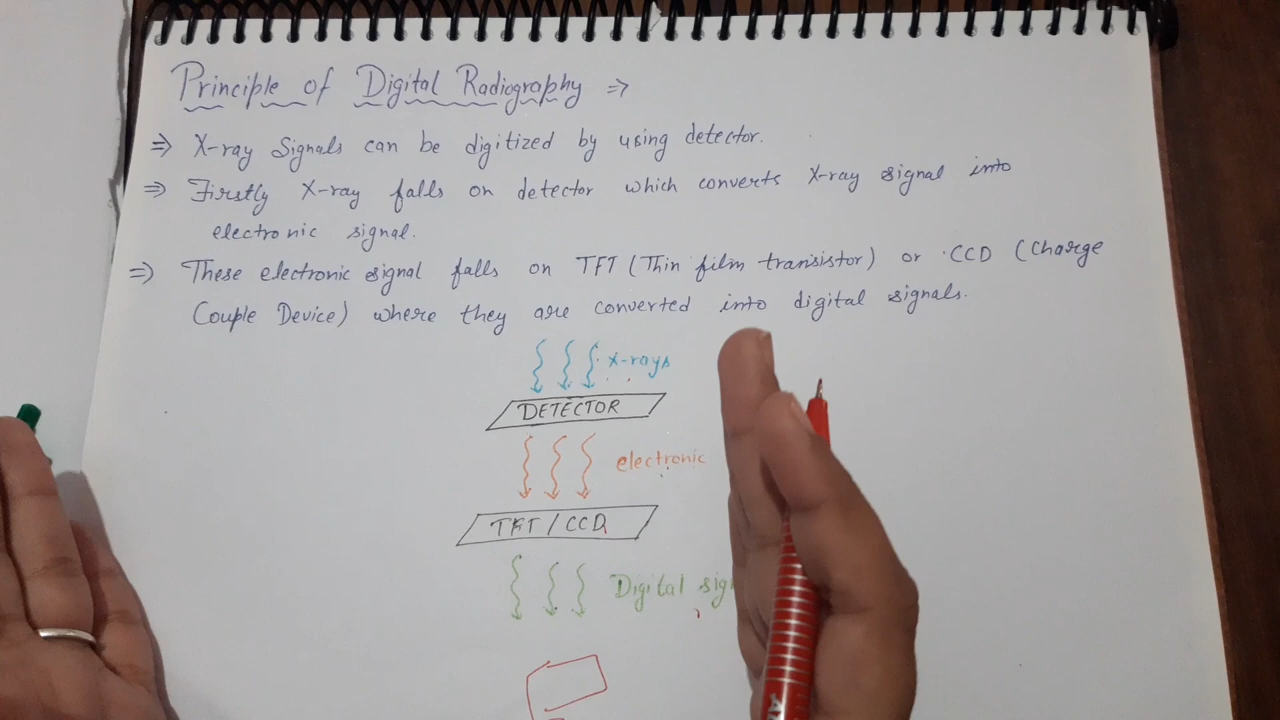 Principle of Digital Radiography ⇒
⇒ X-ray Signals can be digitized by using detector.
⇒ Firstly X-ray falls on detector which converts X-ray signal into
electronic signal.
⇒ These electronic signal falls on TFT (Thin film transistor) or CCD (Charge
Couple Device) where they are converted into digital signals.
X-rays
DETECTOR
electronic
TFT / CCD
Digital